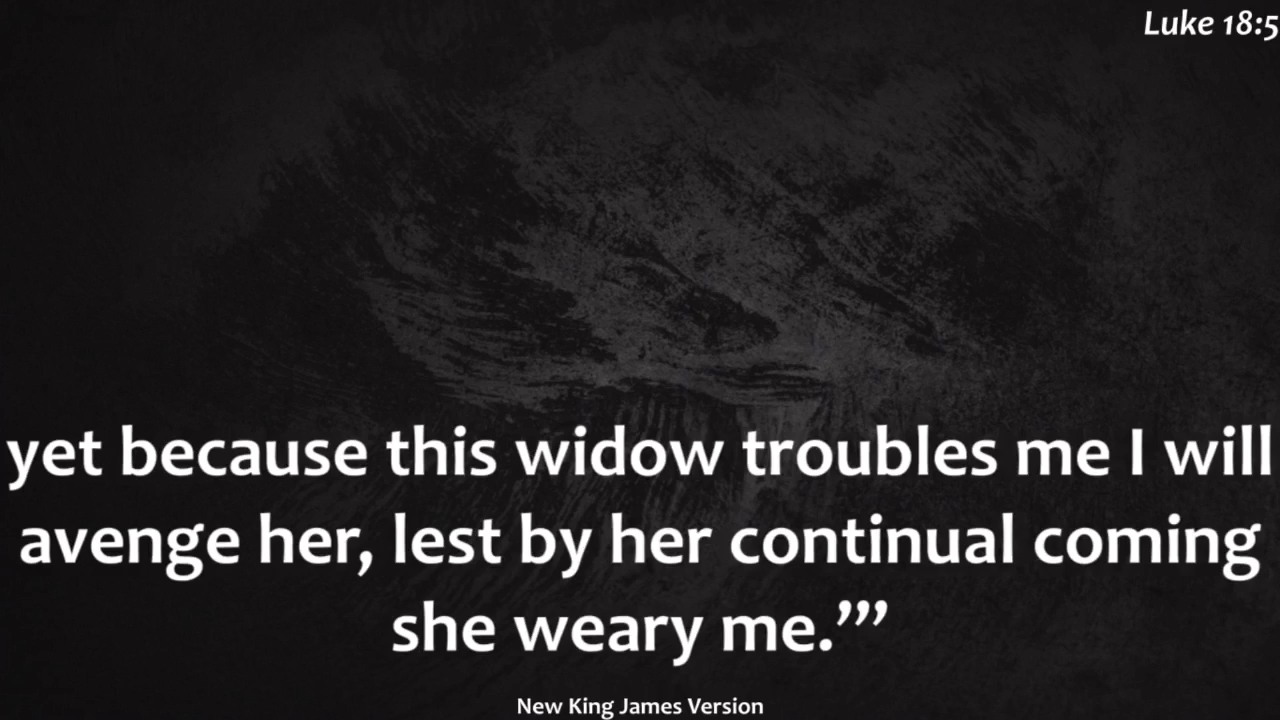 Luke 18:5
yet because this widow troubles me I will
avenge her, lest by her continual coming
she weary me.’”
New King James Version